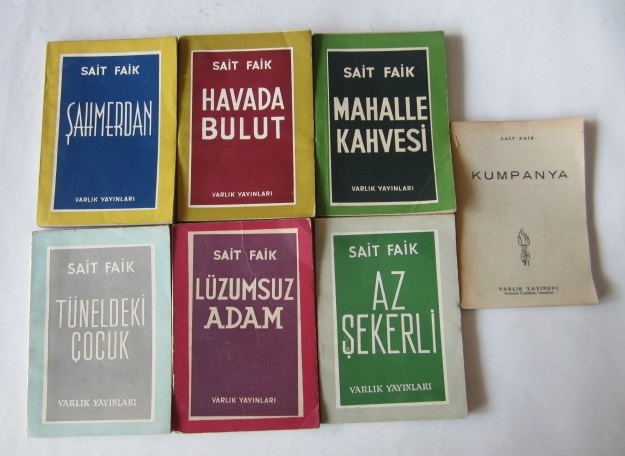 SAİT FAİK
ŞAHMERDAN
VARLIK YAYINLARI
SAİT FAİK
HAVADA
BULUT
VARLIK YAYINLARI
SAİT FAİK
MAHALLE
KAHVESİ
VARLIK YAYINLARI
SAİT FAİK
KUMPANYA
VARLIK YAYINEVİ
SAİT FAİK
TÜNELDEKİ
ÇOCUK
VARLIK YAYINLARI
SAİT FAİK
LÜZUMSUZ
ADAM
VARLIK YAYINLARI
SAİT FAİK
AZ
ŞEKERLİ
VARLIK YAYINLARI